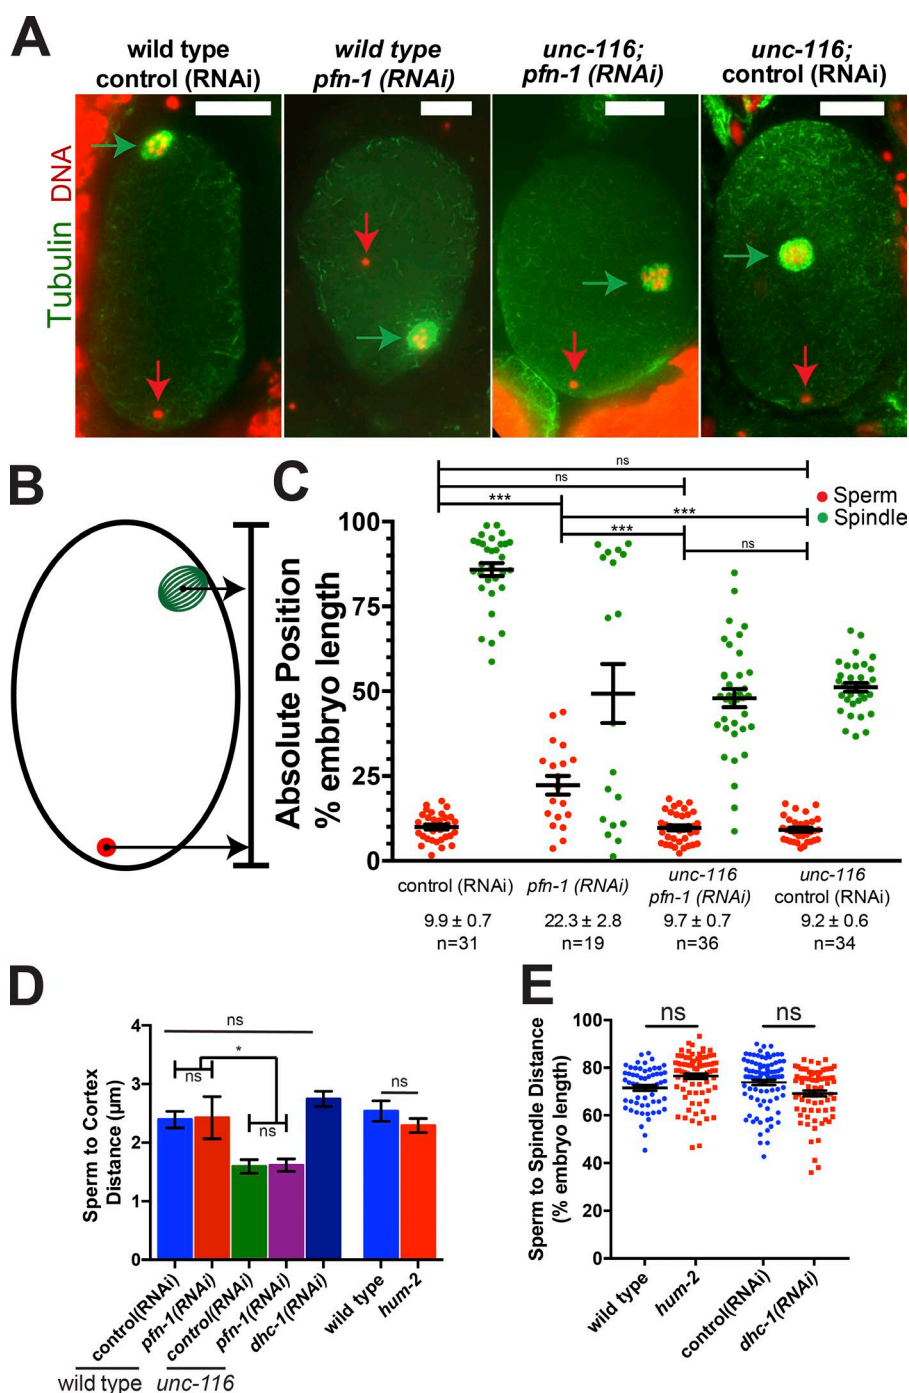 A
wild type
control (RNAi)
wild type
pfn-1 (RNAi)
unc-116;
pfn-1 (RNAi)
unc-116;
control (RNAi)
Tubulin DNA
B
Absolute Position
% embryo length
C
ns
ns
***
***
***
ns
Sperm
Spindle
100
75
50
25
0
control (RNAi)
pfn-1 (RNAi)
unc-116
pfn-1 (RNAi)
unc-116
control (RNAi)
9.9 ± 0.7
22.3 ± 2.8
9.7 ± 0.7
9.2 ± 0.6
n=31
n=19
n=36
n=34
D
Sperm to Cortex
Distance (µm)
4
3
2
1
0
ns
*
ns
ns
ns
control(RNAi)
pfn-1(RNAi)
control(RNAi)
pfn-1(RNAi)
dhc-1(RNAi)
wild type
hum-2
wild type
unc-116
E
Sperm to Spindle Distance
(% embryo length)
100
80
60
40
20
0
ns
ns
wild type
hum-2
control(RNAi)
dhc-1(RNAi)